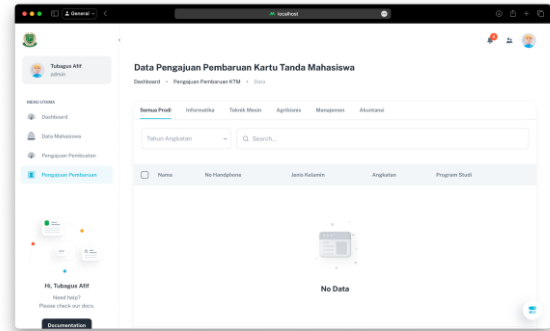 General
localhost
2
Tubagus Afif
admin
Data Pengajuan Pembaruan Kartu Tanda Mahasiswa
Dashboard • Pengajuan Pembaruan KTM • Data
MENU UTAMA
Dashboard
Data Mahasiswa
Pengajuan Pembuatan
Pengajuan Pembaruan
Semua Prodi Informatika Teknik Mesin Agribisnis Manajemen Akuntansi
Tahun Angkatan Search...
Nama No Handphone Jenis Kelamin Angkatan Program Studi
No Data
Hi, Tubagus Afif
Need help?
Please check our docs.
Documentation